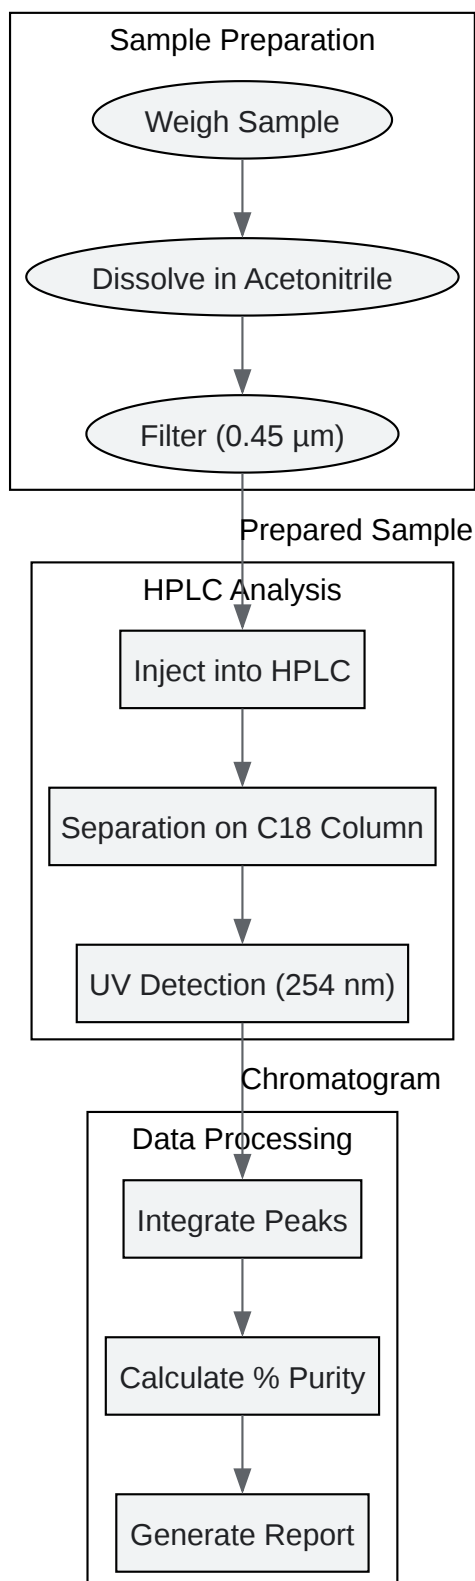 Sample Preparation
Weigh Sample
Dissolve in Acetonitrile
Filter (0.45 µm)
Prepared Sample
HPLC Analysis
Inject into HPLC
Separation on C18 Column
UV Detection (254 nm)
Chromatogram
Data Processing
Integrate Peaks
Calculate % Purity
Generate Report